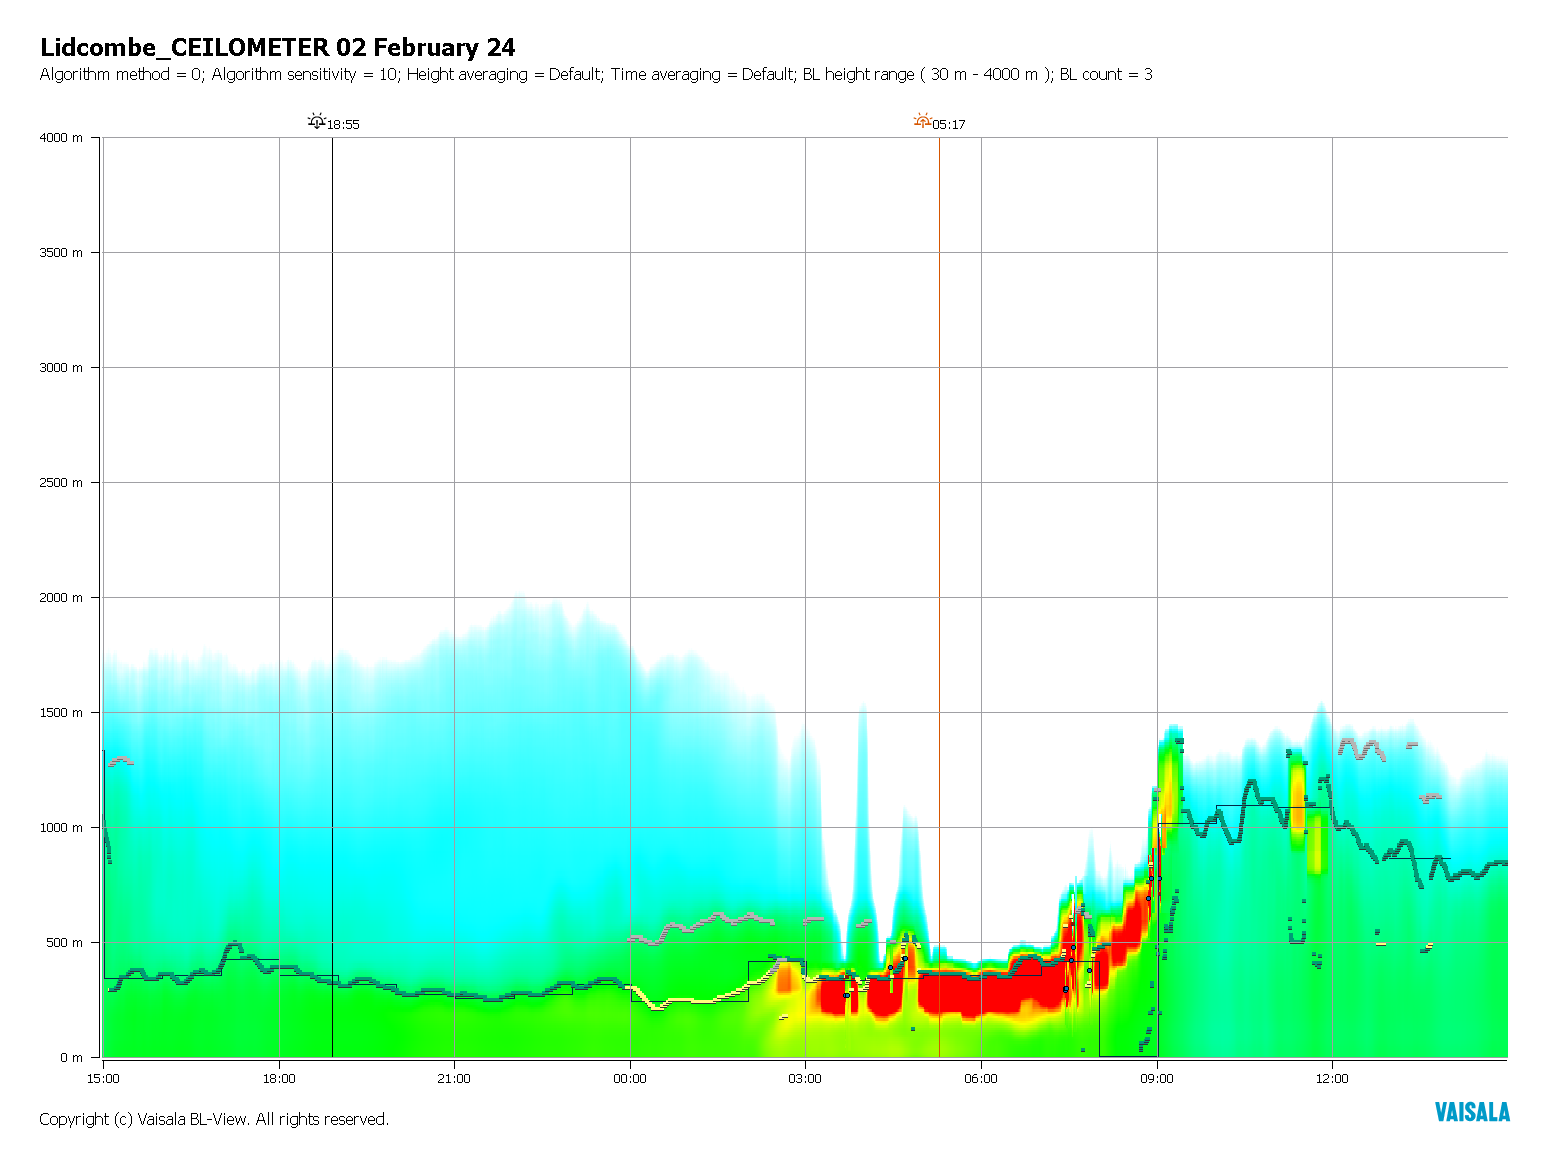 Lidcombe_CEILOMETER 02 February 24
Algorithm method = 0; Algorithm sensitivity = 10; Height averaging = Default; Time averaging = Default; BL height range ( 30 m - 4000 m ); BL count = 3
18:55
05:17
4000 m
3500 m
3000 m
2500 m
2000 m
1500 m
1000 m
500 m
0 m
15:00 18:00 21:00 00:00 03:00 06:00 09:00 12:00
Copyright (c) Vaisala BL-View. All rights reserved.
VAISALA